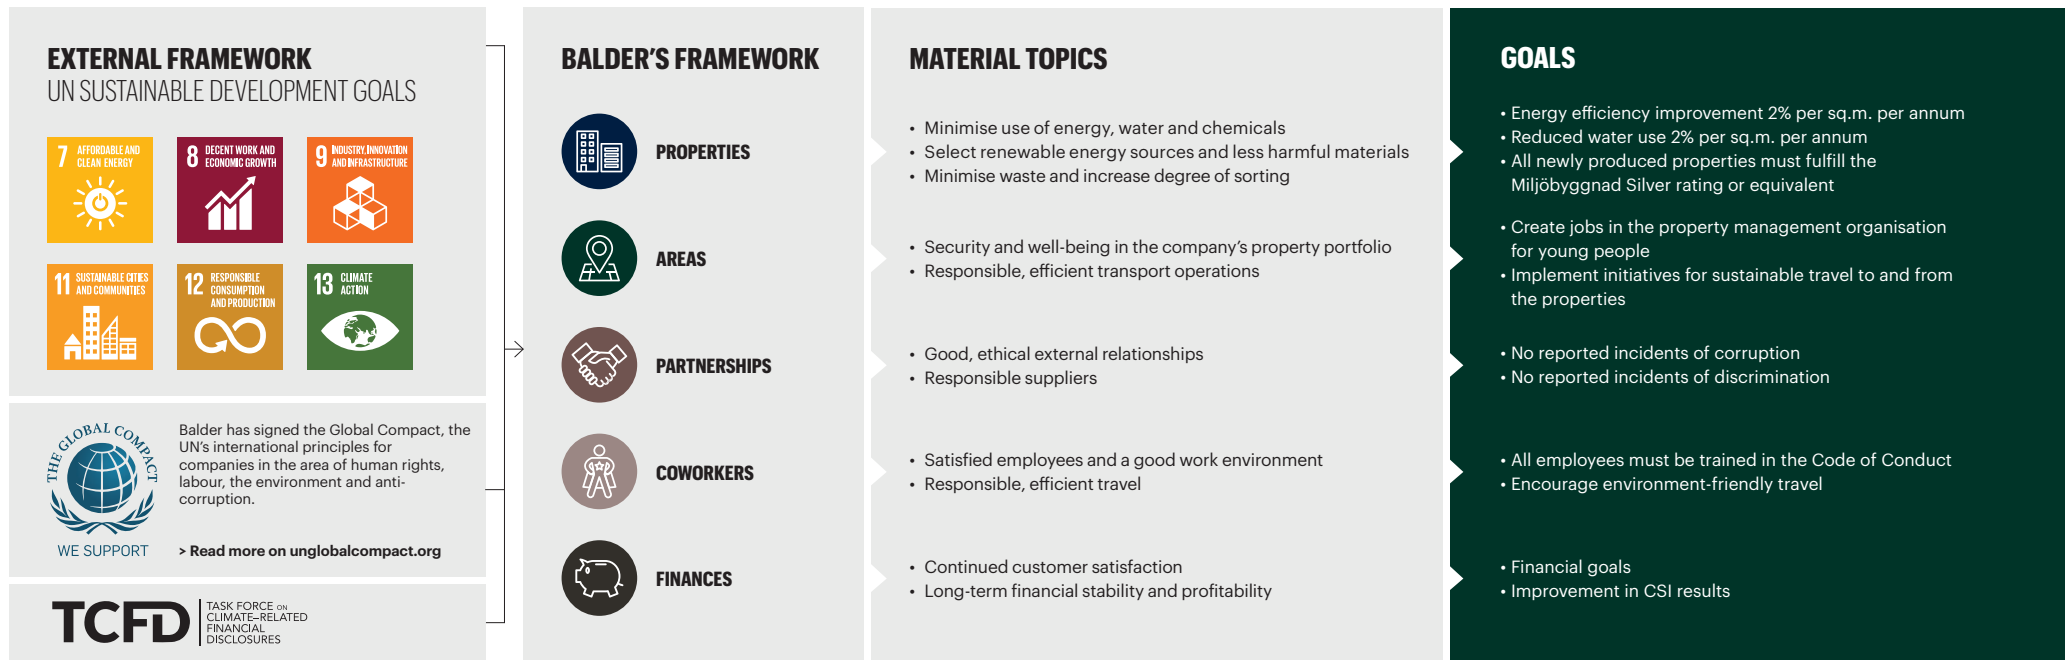 EXTERNAL FRAMEWORK
UN SUSTAINABLE DEVELOPMENT GOALS
7 AFFORDABLE AND
CLEAN ENERGY
8 DECENT WORK AND
ECONOMIC GROWTH
9 INDUSTRY, INNOVATION
AND INFRASTRUCTURE
11 SUSTAINABLE CITIES
AND COMMUNITIES
12 RESPONSIBLE
CONSUMPTION
AND PRODUCTION
13 CLIMATE
ACTION
THE GLOBAL COMPACT
WE SUPPORT
Balder has signed the Global Compact, the
UN's international principles for
companies in the area of human rights,
labour, the environment and anti-
corruption.
> Read more on unglobalcompact.org
TCFD
TASK FORCE ON
CLIMATE–RELATED
FINANCIAL
DISCLOSURES
BALDER'S FRAMEWORK
PROPERTIES
AREAS
PARTNERSHIPS
COWORKERS
FINANCES
MATERIAL TOPICS
• Minimise use of energy, water and chemicals
• Select renewable energy sources and less harmful materials
• Minimise waste and increase degree of sorting
• Security and well-being in the company's property portfolio
• Responsible, efficient transport operations
• Good, ethical external relationships
• Responsible suppliers
• Satisfied employees and a good work environment
• Responsible, efficient travel
• Continued customer satisfaction
• Long-term financial stability and profitability
GOALS
• Energy efficiency improvement 2% per sq.m. per annum
• Reduced water use 2% per sq.m. per annum
• All newly produced properties must fulfill the
Miljöbyggnad Silver rating or equivalent
• Create jobs in the property management organisation
for young people
• Implement initiatives for sustainable travel to and from
the properties
• No reported incidents of corruption
• No reported incidents of discrimination
• All employees must be trained in the Code of Conduct
• Encourage environment-friendly travel
• Financial goals
• Improvement in CSI results